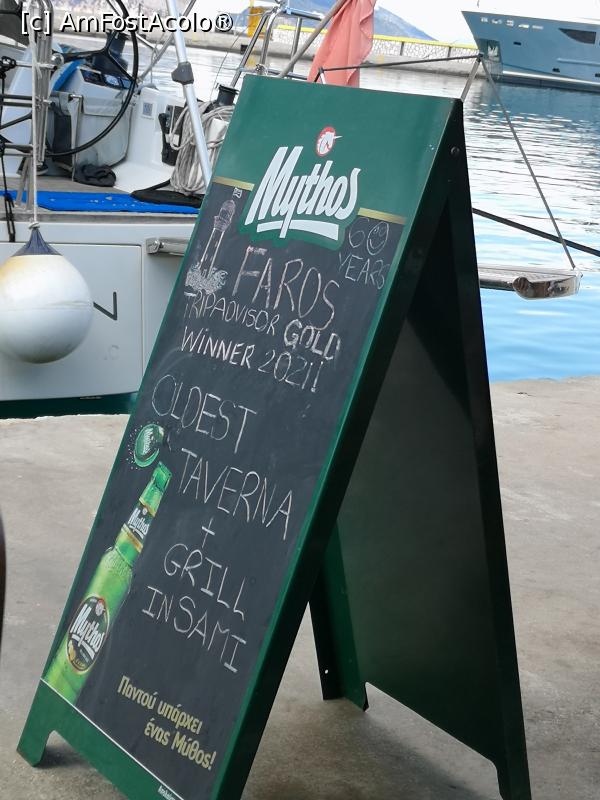 [c] AmFostAcolo®
Mythos
60
YEARS
FAROS
TRIPADVISOR GOLD
WINNER 2021!
OLDEST
TAVERNA
+
GRILL
IN SAMI
Mythos
Mythos
Παντού υπάρχει
ένας Μύθος!
N